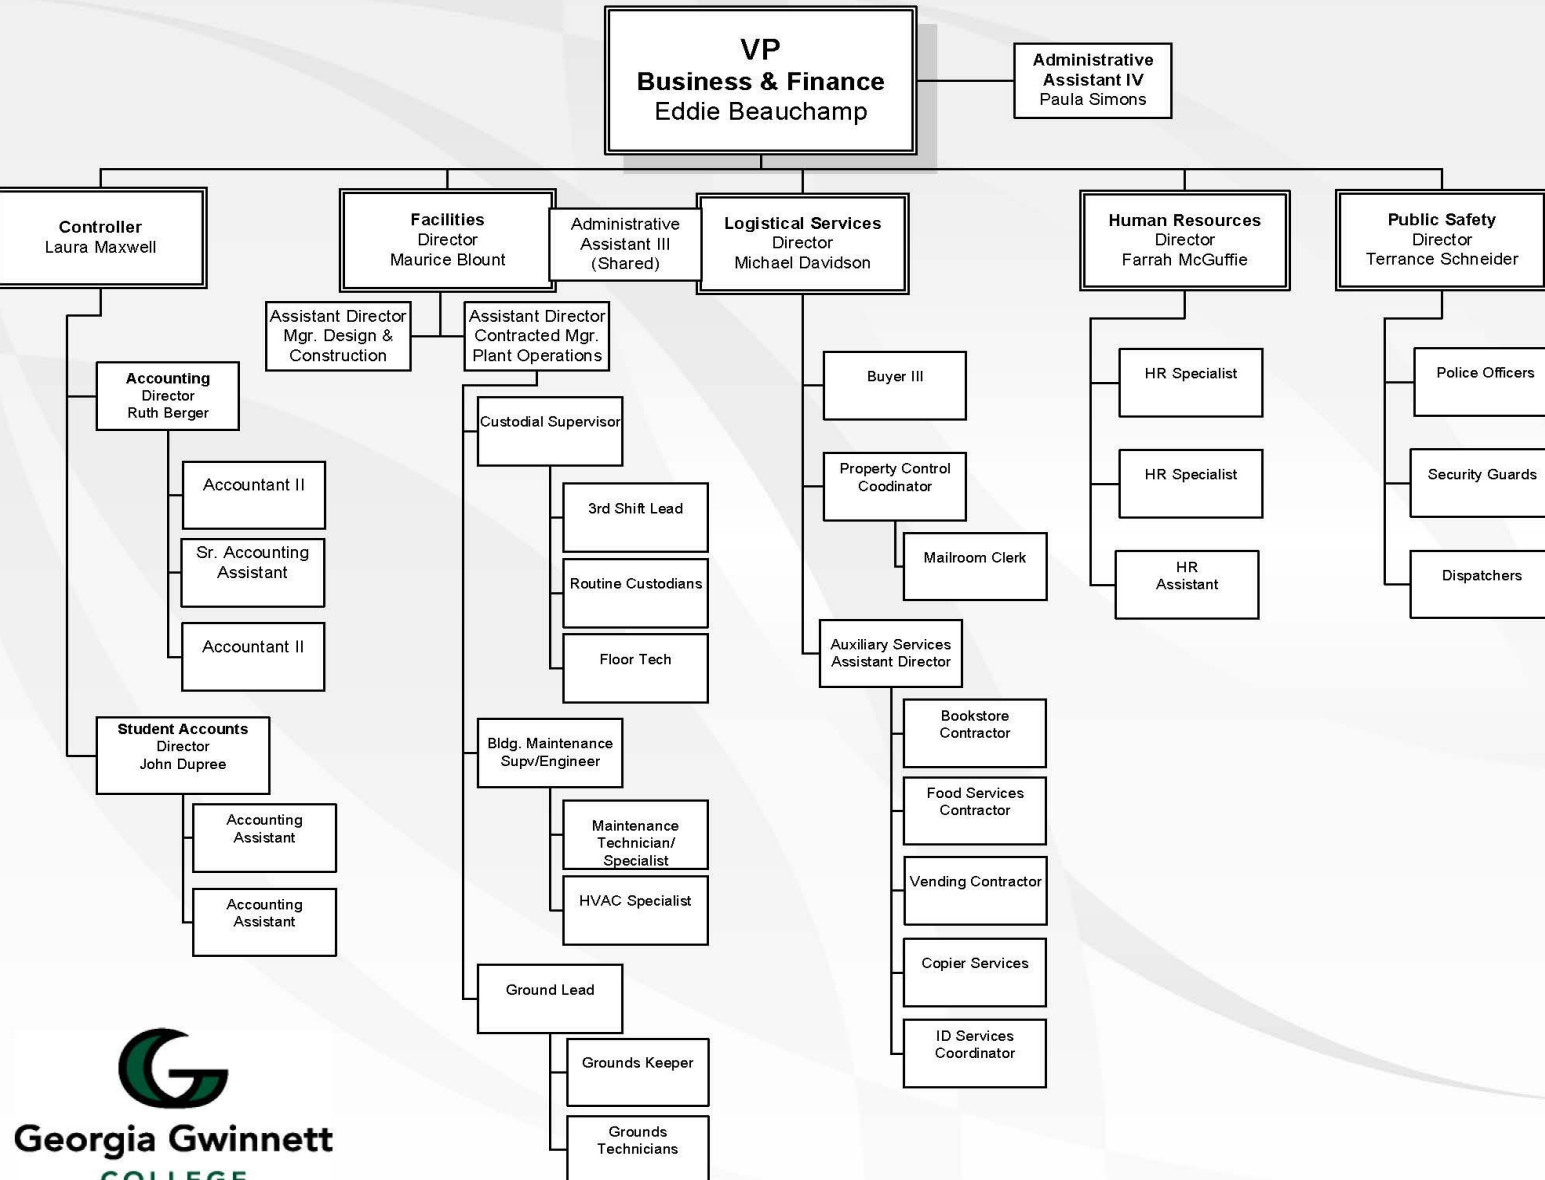 VP
Business & Finance
Eddie Beauchamp
Administrative
Assistant IV
Paula Simons
Controller
Laura Maxwell
Facilities
Director
Maurice Blount
Administrative
Assistant III
(Shared)
Logistical Services
Director
Michael Davidson
Human Resources
Director
Farrah McGuffie
Public Safety
Director
Terrance Schneider
Accounting
Director
Ruth Berger
Accountant II
Sr. Accounting
Assistant
Accountant II
Student Accounts
Director
John Dupree
Accounting
Assistant
Accounting
Assistant
Assistant Director
Mgr. Design &
Construction
Assistant Director
Contracted Mgr.
Plant Operations
Custodial Supervisor
3rd Shift Lead
Routine Custodians
Floor Tech
Bldg. Maintenance
Supv/Engineer
Maintenance
Technician/
Specialist
HVAC Specialist
Ground Lead
Grounds Keeper
Grounds
Technicians
Buyer III
Property Control
Coodinator
Mailroom Clerk
Auxiliary Services
Assistant Director
Bookstore
Contractor
Food Services
Contractor
Vending Contractor
Copier Services
ID Services
Coordinator
HR Specialist
HR Specialist
HR
Assistant
Police Officers
Security Guards
Dispatchers
Georgia Gwinnett
COLLEGE